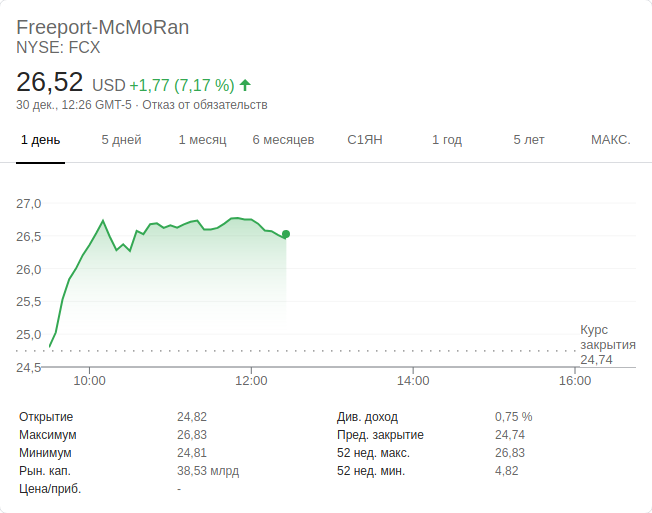 Freeport-McMoRan
NYSE: FCX
26,52 USD +1,77 (7,17 %)
30 дек., 12:26 GMT-5 · Отказ от обязательств
1 день 5 дней 1 месяц 6 месяцев С1ЯН 1 год 5 лет МАКС.
27,0
26,5
26,0
25,5
25,0
Курс
закрытия
24,74
24,5
10:00 12:00 14:00 16:00
Открытие 24,82 Див. доход 0,75 %
Максимум 26,83 Пред. закрытие 24,74
Минимум 24,81 52 нед. макс. 26,83
Рын. кап. 38,53 млрд 52 нед. мин. 4,82
Цена/приб. -